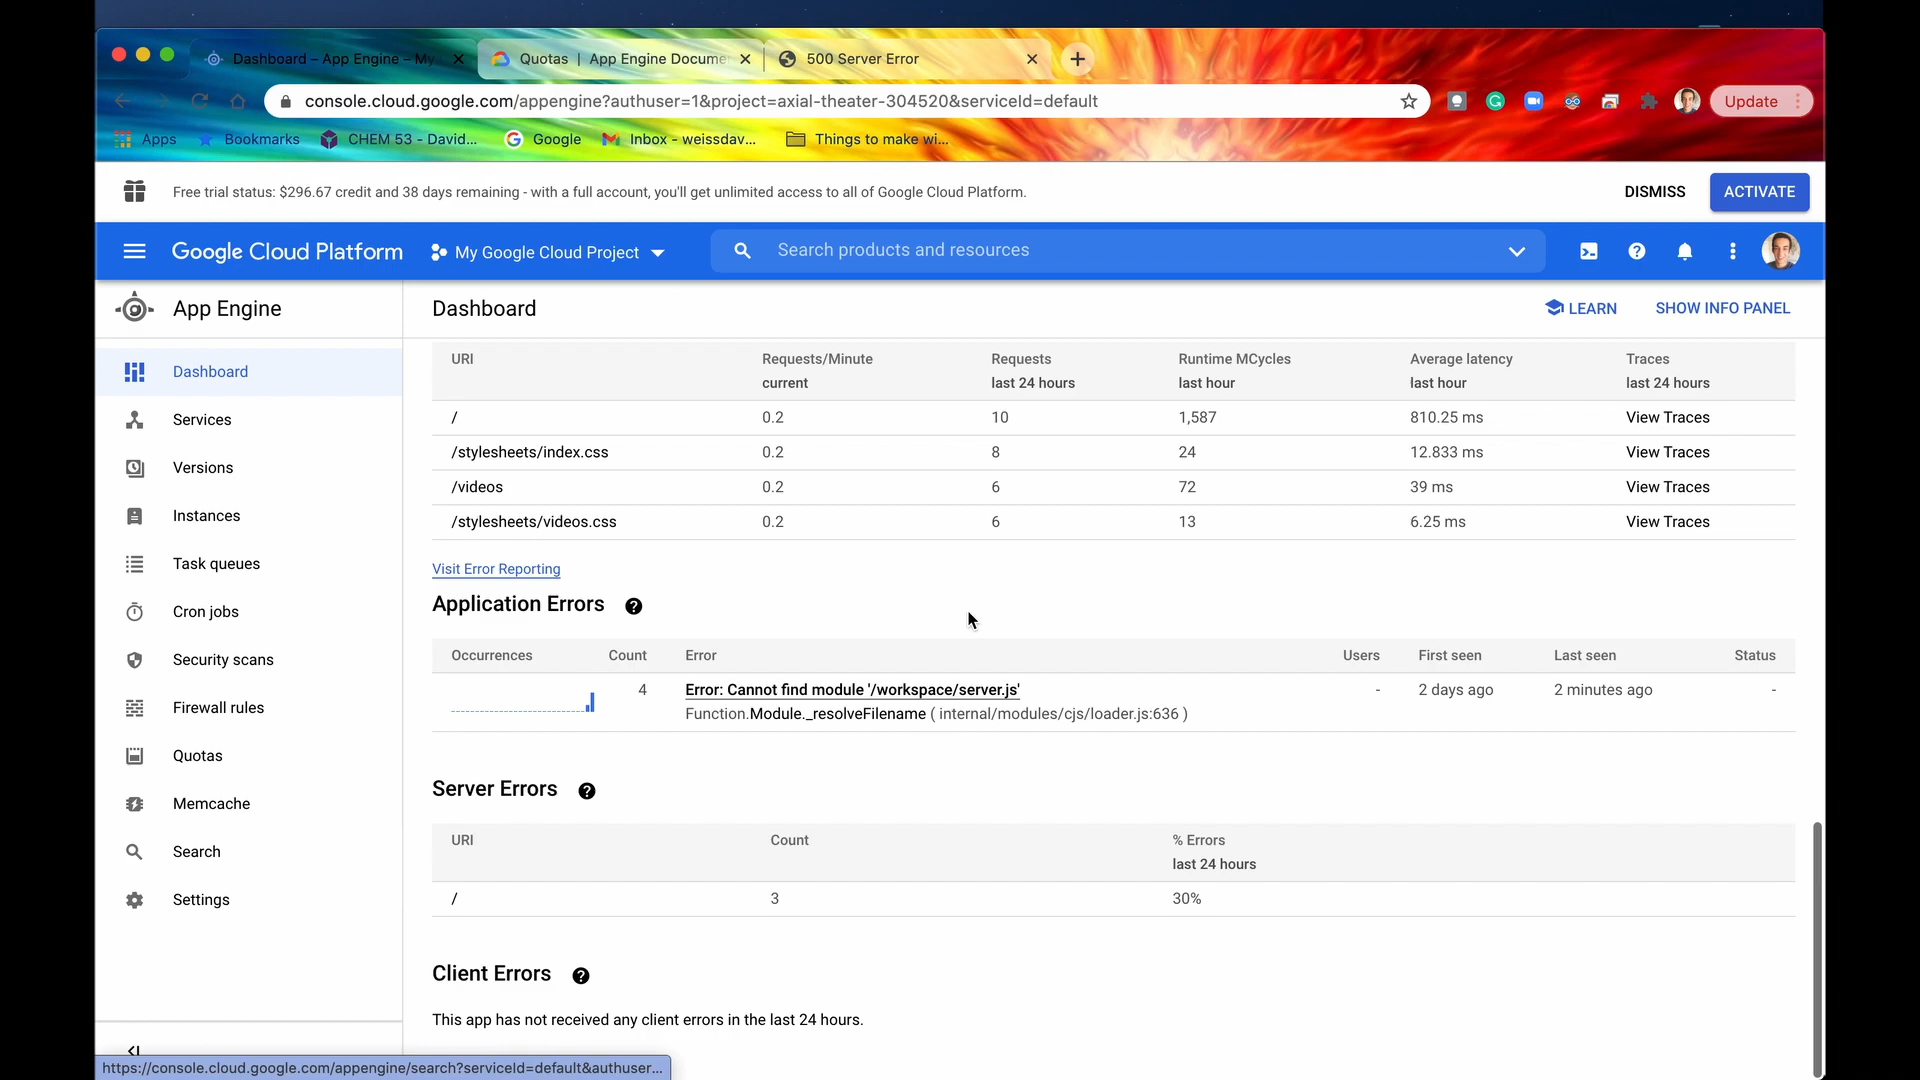 Dashboard – App Engine – My
Quotas | App Engine Docume
500 Server Error
console.cloud.google.com/appengine?authuser=1&project=axial-theater-304520&serviceId=default
Update
Apps
Bookmarks
CHEM 53 - David...
Google
Inbox - weissdav...
Things to make wi...
Free trial status: $296.67 credit and 38 days remaining - with a full account, you'll get unlimited access to all of Google Cloud Platform.
DISMISS
ACTIVATE
Google Cloud Platform
My Google Cloud Project
Search products and resources
App Engine
Dashboard
LEARN
SHOW INFO PANEL
Dashboard
Services
Versions
Instances
Task queues
Cron jobs
Security scans
Firewall rules
Quotas
Memcache
Search
Settings
URI Requests/Minute Requests Runtime MCycles Average latency Traces
current last 24 hours last hour last hour last 24 hours
/ 0.2 10 1,587 810.25 ms View Traces
/stylesheets/index.css 0.2 8 24 12.833 ms View Traces
/videos 0.2 6 72 39 ms View Traces
/stylesheets/videos.css 0.2 6 13 6.25 ms View Traces
Visit Error Reporting
Application Errors
Occurrences Count Error Users First seen Last seen Status
4 Error: Cannot find module '/workspace/server.js' - 2 days ago 2 minutes ago -
Function.Module._resolveFilename ( internal/modules/cjs/loader.js:636 )
Server Errors
URI Count % Errors
last 24 hours
/ 3 30%
Client Errors
This app has not received any client errors in the last 24 hours.
https://console.cloud.google.com/appengine/search?serviceId=default&authuser...